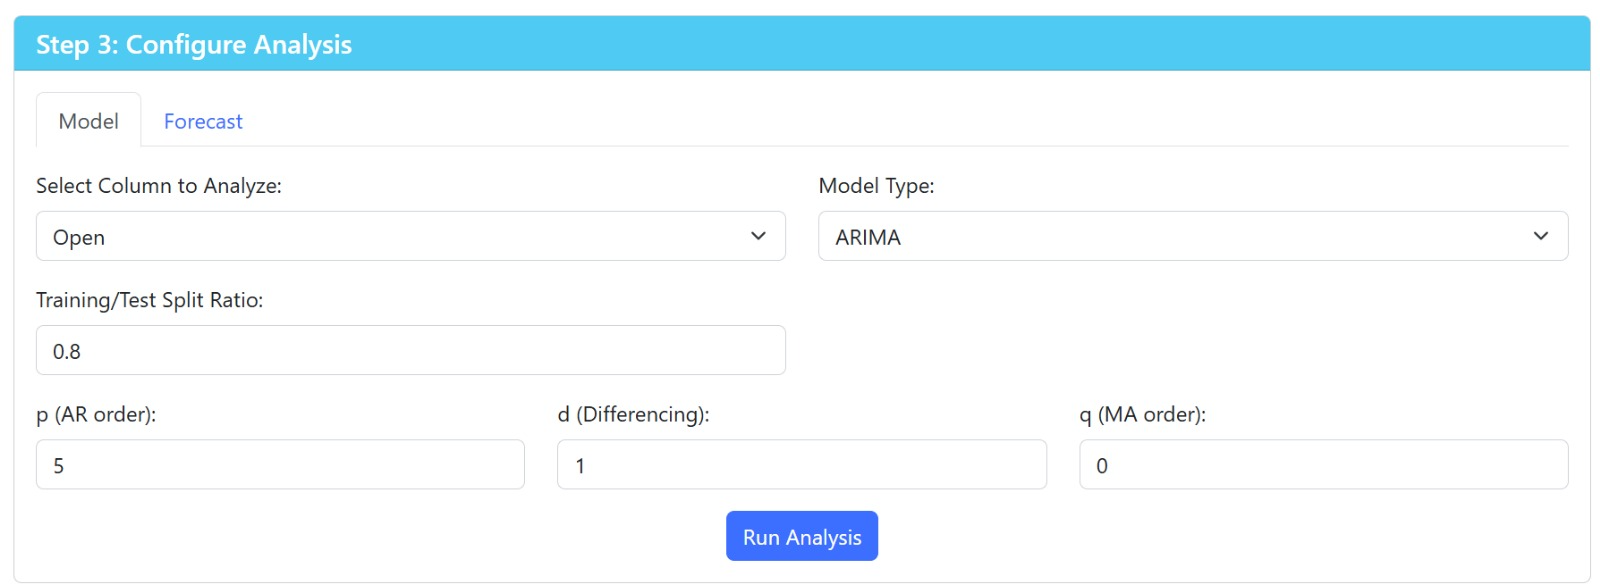 Step 3: Configure Analysis
Model Forecast
Select Column to Analyze: Model Type:
Open ARIMA
Training/Test Split Ratio:
0.8
p (AR order): d (Differencing): q (MA order):
5 1 0
Run Analysis